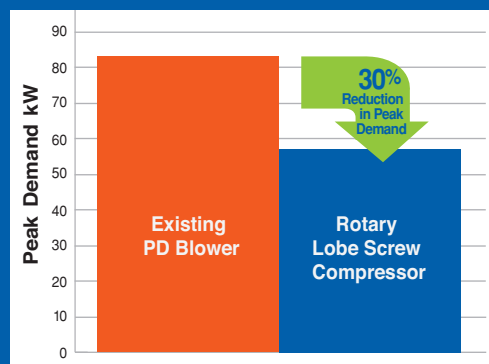 Peak Demand kW
90
80
70
60
50
40
30
20
10
0
30%
Reduction
in Peak
Demand
Existing
PD Blower
Rotary
Lobe Screw
Compressor